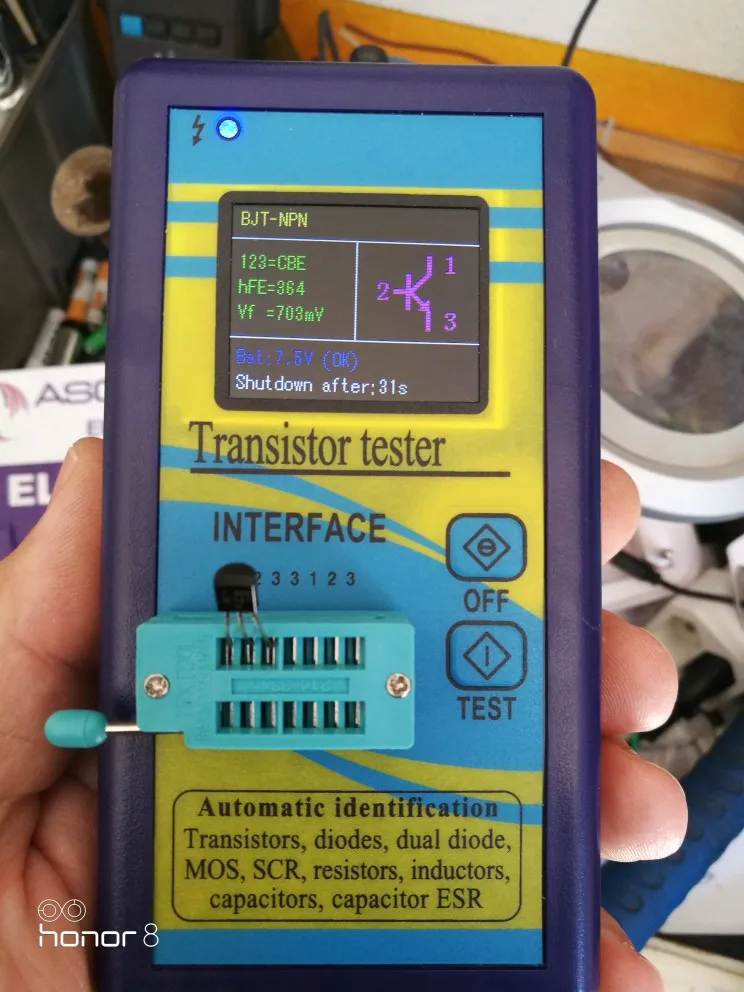 BJT-NPN
123=CBE
hFE=364
Vf =703mV
1
2
3
Bat:7.5V (OK)
Shutdown after:31s
ASC
EL
Transistor tester
INTERFACE
2 3 3 1 2 3
OFF
TEST
Automatic identification
Transistors, diodes, dual diode,
MOS, SCR, resistors, inductors,
capacitors, capacitor ESR
honor 8